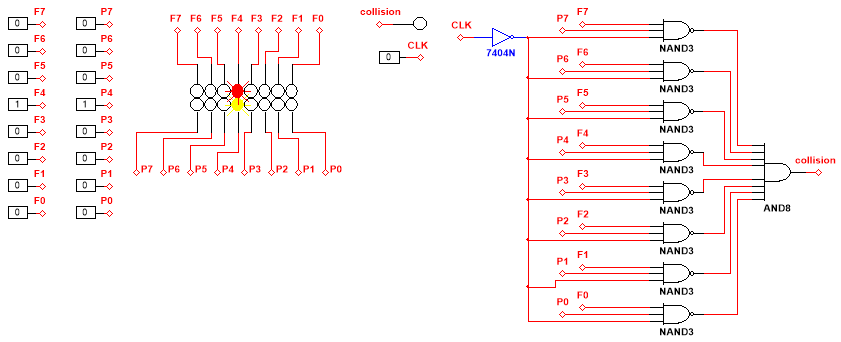 F7 P7
0 0
F6 P6
0 0
F5 P5
0 0
F4 P4
1 1
F3 P3
0 0
F2 P2
0 0
F1 P1
0 0
F0 P0
0 0
F7 F6 F5 F4 F3 F2 F1 F0
P7 P6 P5 P4 P3 P2 P1 P0
collision
CLK
0
CLK
7404N
F7
P7
NAND3
F6
P6
NAND3
F5
P5
NAND3
F4
P4
NAND3
F3
P3
NAND3
F2
P2
NAND3
F1
P1
NAND3
F0
P0
NAND3
collision
AND8